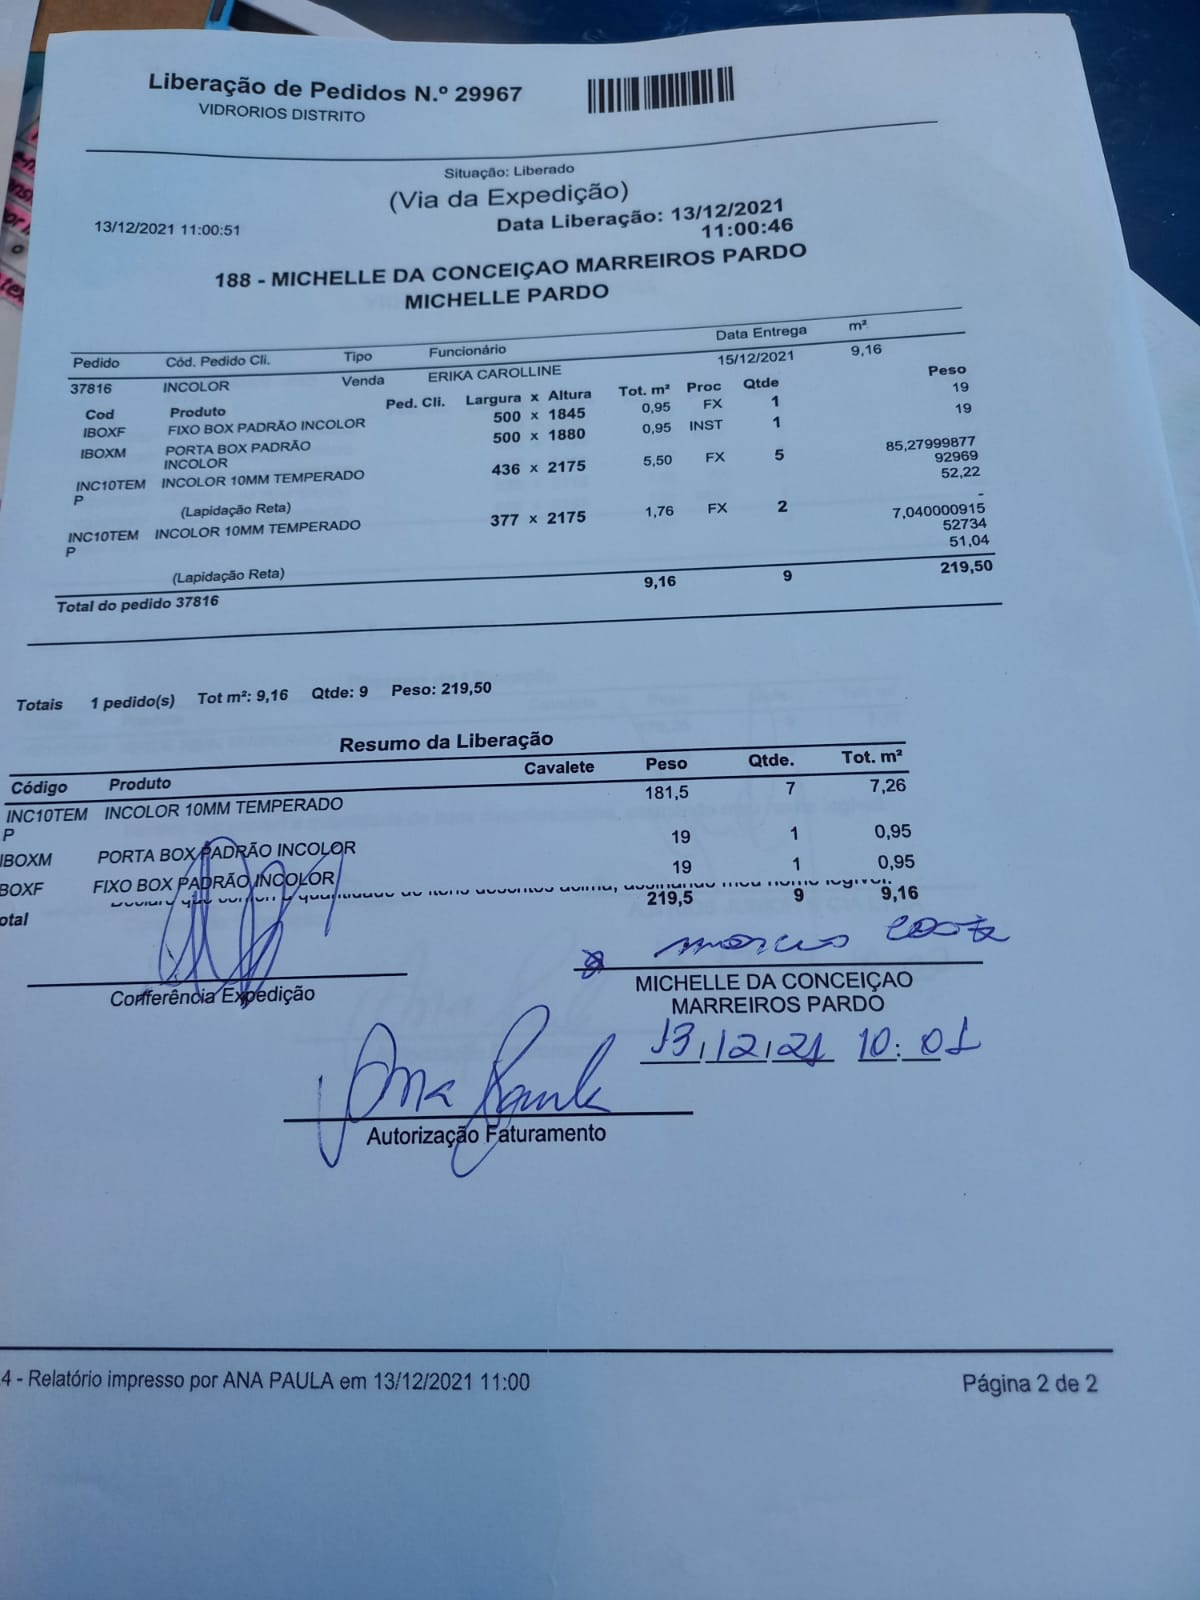 Liberação de Pedidos N.º 29967
VIDRORIOS DISTRITO
Situação: Liberado
(Via da Expedição)
13/12/2021 11:00:51
Data Liberação: 13/12/2021
11:00:46
188 - MICHELLE DA CONCEIÇAO MARREIROS PARDO
MICHELLE PARDO
Pedido Cód. Pedido Cli. Tipo Funcionário Data Entrega m²
37816 INCOLOR Venda ERIKA CAROLLINE 15/12/2021 9,16
Cod Produto Ped. Cli. Largura x Altura Tot. m² Proc Qtde Peso
IBOXF FIXO BOX PADRÃO INCOLOR 500 x 1845 0,95 FX 1 19
IBOXM PORTA BOX PADRÃO 500 x 1880 0,95 INST 1 19
INCOLOR
INC10TEM INCOLOR 10MM TEMPERADO 436 x 2175 5,50 FX 5 85,27999877
P 92969
(Lapidação Reta) 52,22
-
INC10TEM INCOLOR 10MM TEMPERADO 377 x 2175 1,76 FX 2 7,040000915
P 52734
(Lapidação Reta) 51,04
Total do pedido 37816 9,16 9 219,50
Totais 1 pedido(s) Tot m²: 9,16 Qtde: 9 Peso: 219,50
Resumo da Liberação
Código Produto Cavalete Peso Qtde. Tot. m²
INC10TEM INCOLOR 10MM TEMPERADO 181,5 7 7,26
P
IBOXM PORTA BOX PADRÃO INCOLOR 19 1 0,95
BOXF FIXO BOX PADRÃO INCOLOR 19 1 0,95
otal 219,5 9 9,16
Costa
Conferência Expedição
MICHELLE DA CONCEIÇAO
MARREIROS PARDO
13/12/21 10:01
Ana Paula
Autorização Faturamento
4 - Relatório impresso por ANA PAULA em 13/12/2021 11:00
Página 2 de 2